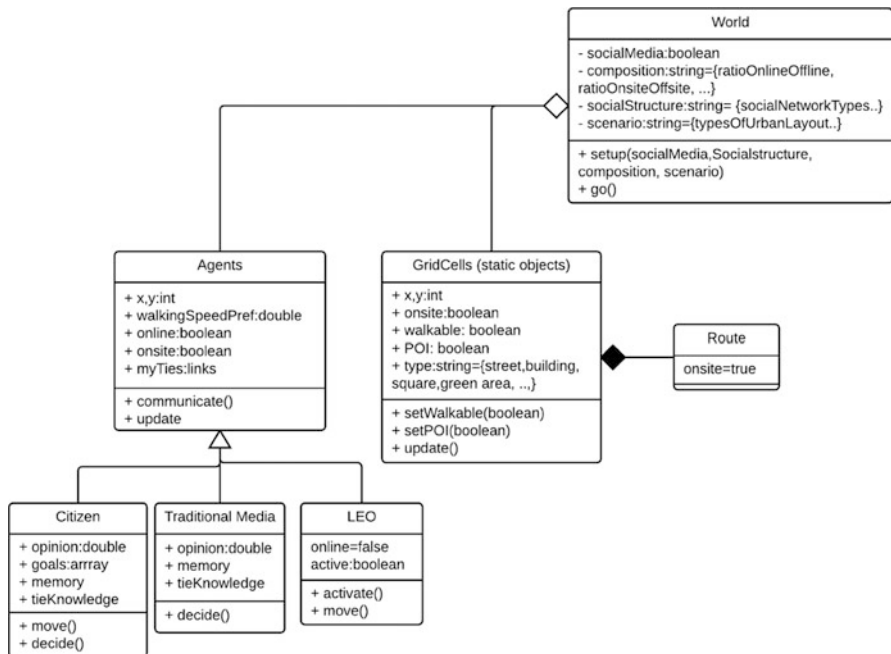 World
- socialMedia:boolean
- composition:string={ratioOnlineOffline,
ratioOnsiteOffsite, ...}
- socialStructure:string= {socialNetworkTypes..}
- scenario:string={typesOfUrbanLayout..}
+ setup(socialMedia,Socialstructure,
composition, scenario)
+ go()
Agents
+ x,y:int
+ walkingSpeedPref:double
+ online:boolean
+ onsite:boolean
+ myTies:links
+ communicate()
+ update
GridCells (static objects)
+ x,y:int
+ onsite:boolean
+ walkable: boolean
+ POI: boolean
+ type:string={street,building,
square,green area, ..,}
+ setWalkable(boolean)
+ setPOI(boolean)
+ update()
Route
onsite=true
Citizen
+ opinion:double
+ goals:arrray
+ memory
+ tieKnowledge
+ move()
+ decide()
Traditional Media
+ opinion:double
+ memory
+ tieKnowledge
+ decide()
LEO
online=false
active:boolean
+ activate()
+ move()